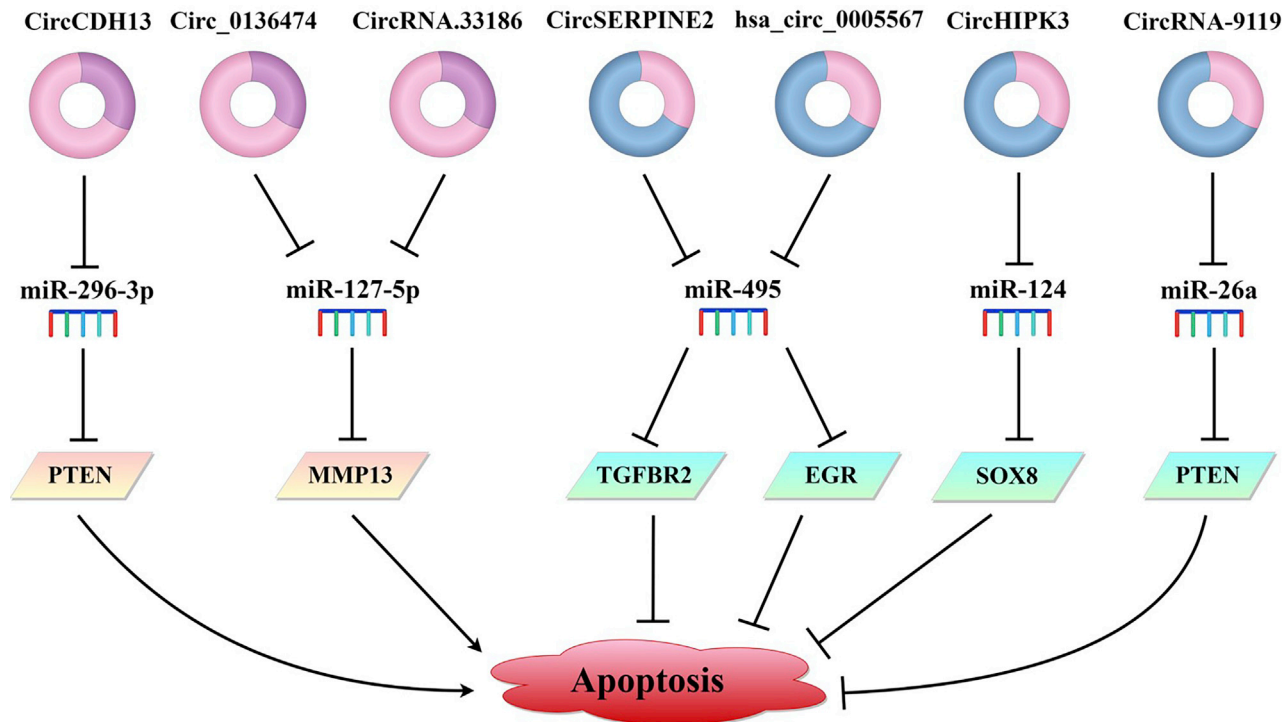 CircCDH13 Circ_0136474 CircRNA.33186 CircSERPINE2 hsa_circ_0005567 CircHIPK3 CircRNA-9119
miR-296-3p miR-127-5p miR-495 miR-124 miR-26a
PTEN MMP13 TGFBR2 EGR SOX8 PTEN
Apoptosis